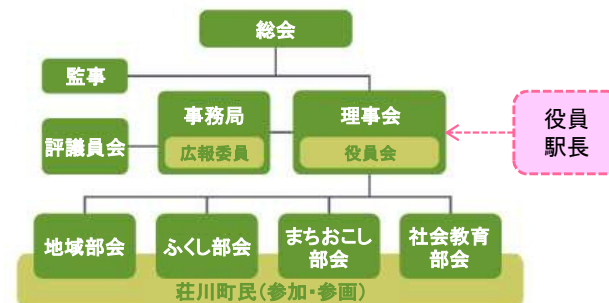 総会
監事
事務局
理事会
評議員会
広報委員
役員会
役員
駅長
地域部会
ふくし部会
まちおこし
部会
社会教育
部会
荘川町民(参加・参画)